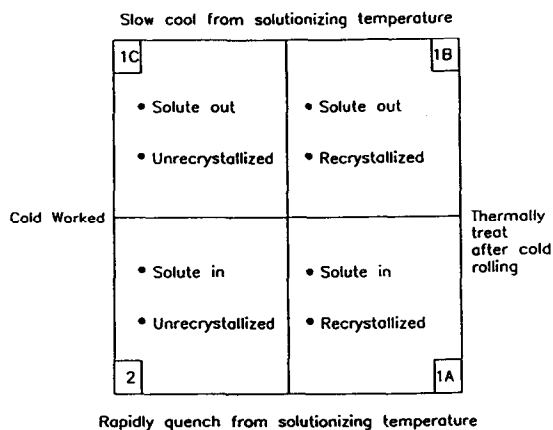 Slow cool from solutionizing temperature
1C
1B
• Solute out
• Unrecrystallized
• Solute out
• Recrystallized
Cold Worked
Thermally
treat
after cold
rolling
• Solute in
• Unrecrystallized
• Solute in
• Recrystallized
2
1A
Rapidly quench from solutionizing temperature